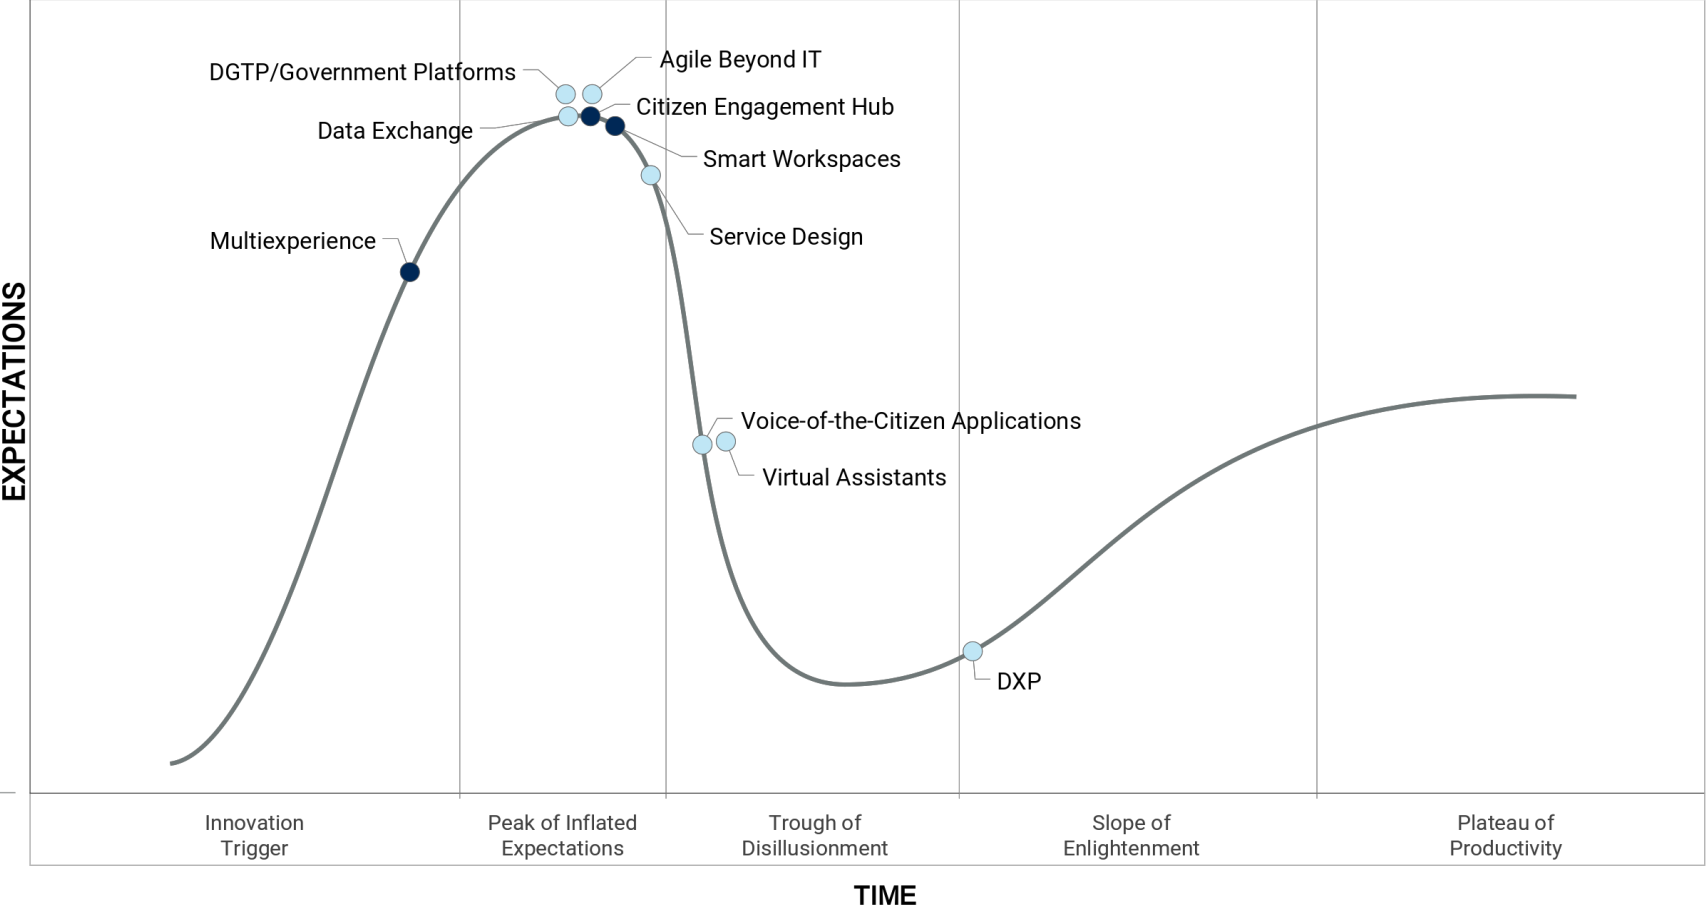 Agile Beyond IT
DGTP/Government Platforms
Citizen Engagement Hub
Data Exchange
Smart Workspaces
Service Design
Multiexperience
EXPECTATIONS
Voice-of-the-Citizen Applications
Virtual Assistants
DXP
Innovation
Trigger
Peak of Inflated
Expectations
Trough of
Disillusionment
Slope of
Enlightenment
Plateau of
Productivity
TIME